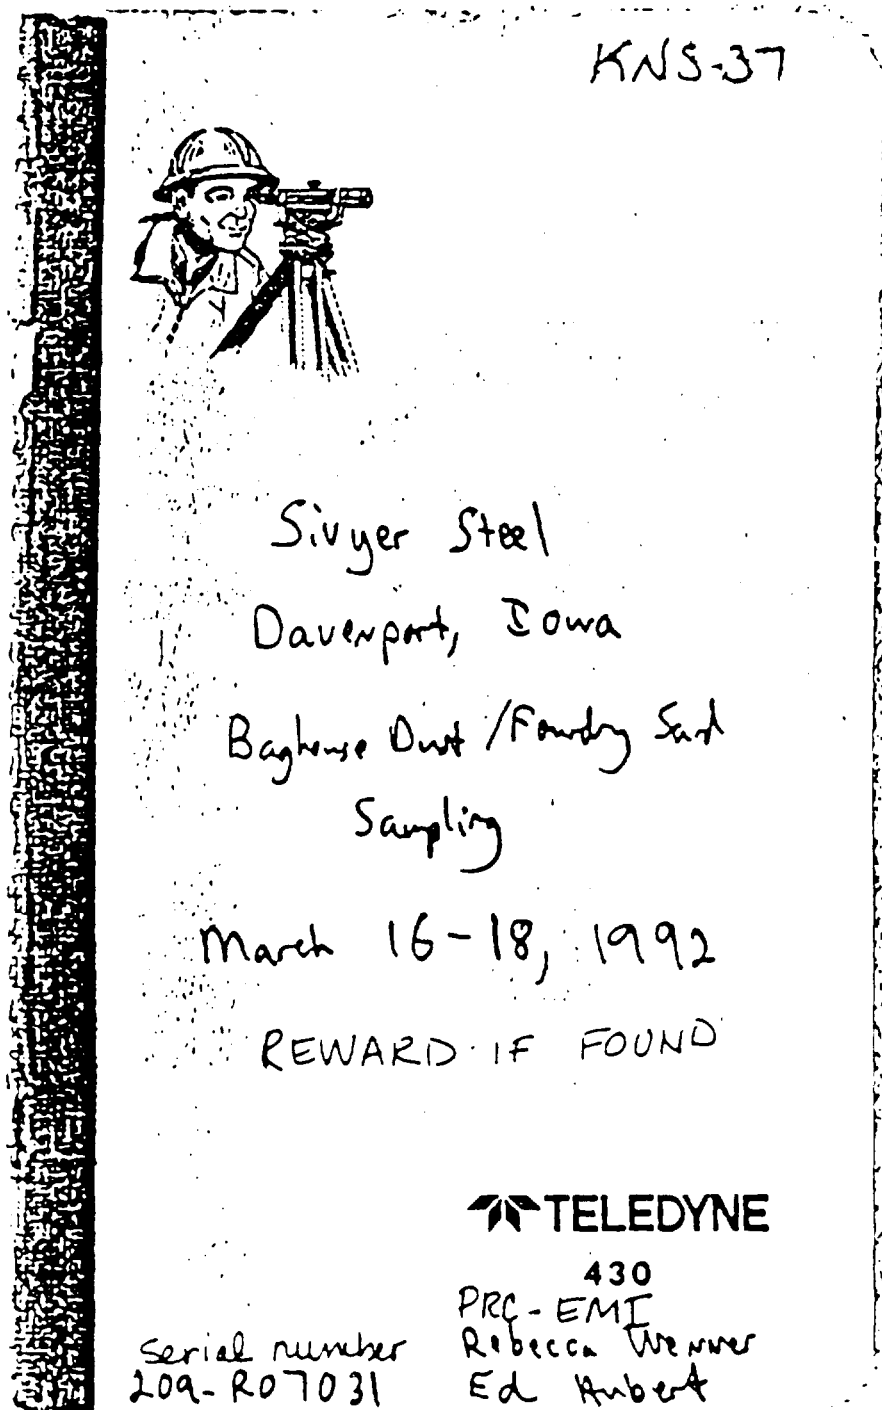 KNS-37
Sivyer Steel
Davenport, Iowa
Baghouse Dust / Foundry Sand
Sampling
March 16-18, 1992
REWARD IF FOUND
TELEDYNE
430
PRC-EMI
serial number
209-R07031
Rebecca Wenner
Ed Hubert